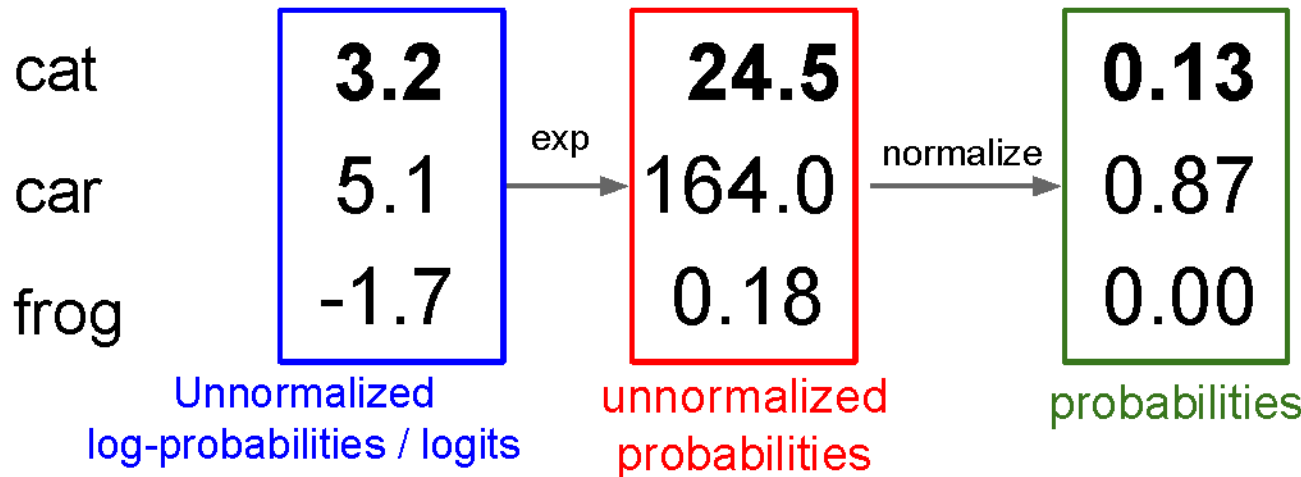 cat 3.2 24.5 0.13
exp normalize
car 5.1 164.0 0.87
frog -1.7 0.18 0.00
Unnormalized
log-probabilities / logits
unnormalized
probabilities
probabilities